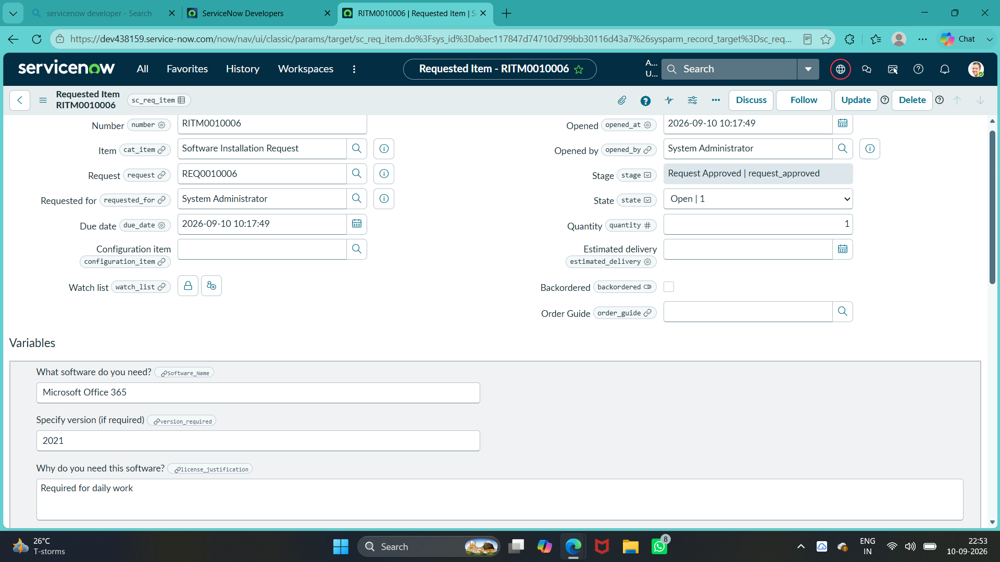 servicenow developer - Search
ServiceNow Developers
RITM0010006 | Requested Item | S
https://dev438159.service-now.com/now/nav/ui/classic/params/target/sc_req_item.do%3Fsys_id%3Dabec117847d74710d799bb30116d43a7%26sysparm_record_target%3Dsc_req...
Chat
servicenow
All
Favorites
History
Workspaces
Requested Item - RITM0010006
A...
U...
Search
Requested Item
RITM0010006
sc_req_item
Discuss
Follow
Update
Delete
Number number
RITM0010006
Opened opened_at
2026-09-10 10:17:49
Item cat_item
Software Installation Request
Opened by opened_by
System Administrator
Request request
REQ0010006
Stage stage
Request Approved | request_approved
Requested for requested_for
System Administrator
State state
Open | 1
Due date due_date
2026-09-10 10:17:49
Quantity quantity
1
Configuration item
configuration_item
Estimated delivery
estimated_delivery
Watch list watch_list
Backordered backordered
Order Guide order_guide
Variables
What software do you need? Software_Name
Microsoft Office 365
Specify version (if required) version_required
2021
Why do you need this software? license_justification
Required for daily work
26°C
T-storms
Search
8
ENG
IN
22:53
10-09-2026